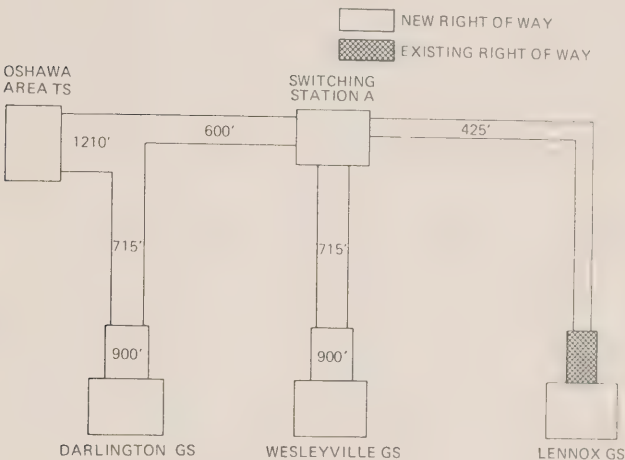 NEW RIGHT OF WAY
EXISTING RIGHT OF WAY
OSHAWA
AREA TS
SWITCHING
STATION A
1210'
600'
425'
715'
715'
900'
900'
DARLINGTON GS
WESLEYVILLE GS
LENNOX GS